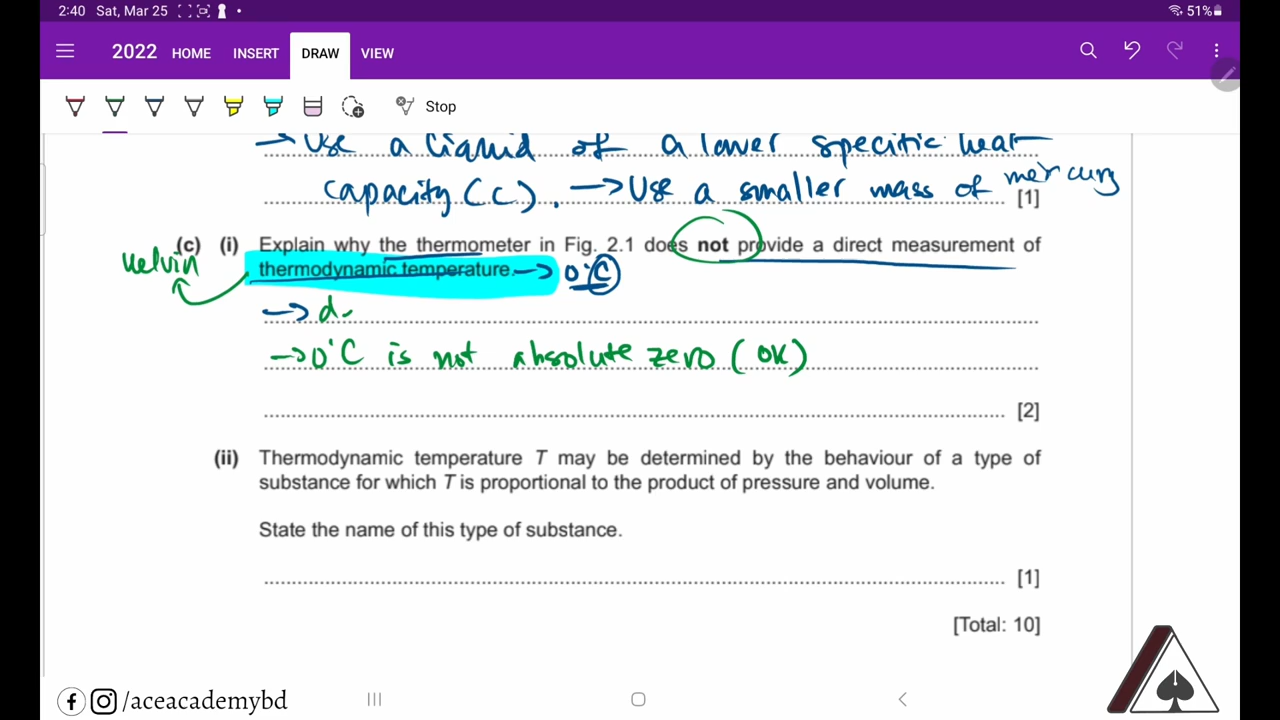 2:40 Sat, Mar 25 51%
2022 HOME INSERT DRAW VIEW
Stop
→ Use a liquid of a lower specific heat
capacity (c). → Use a smaller mass of mercury
[1]
(c) (i) Explain why the thermometer in Fig. 2.1 does not provide a direct measurement of
kelvin
thermodynamic temperature. → 0°C
→ d
→ 0°C is not absolute zero (0K)
[2]
(ii) Thermodynamic temperature T may be determined by the behaviour of a type of
substance for which T is proportional to the product of pressure and volume.
State the name of this type of substance.
[1]
[Total: 10]
/aceacademybd